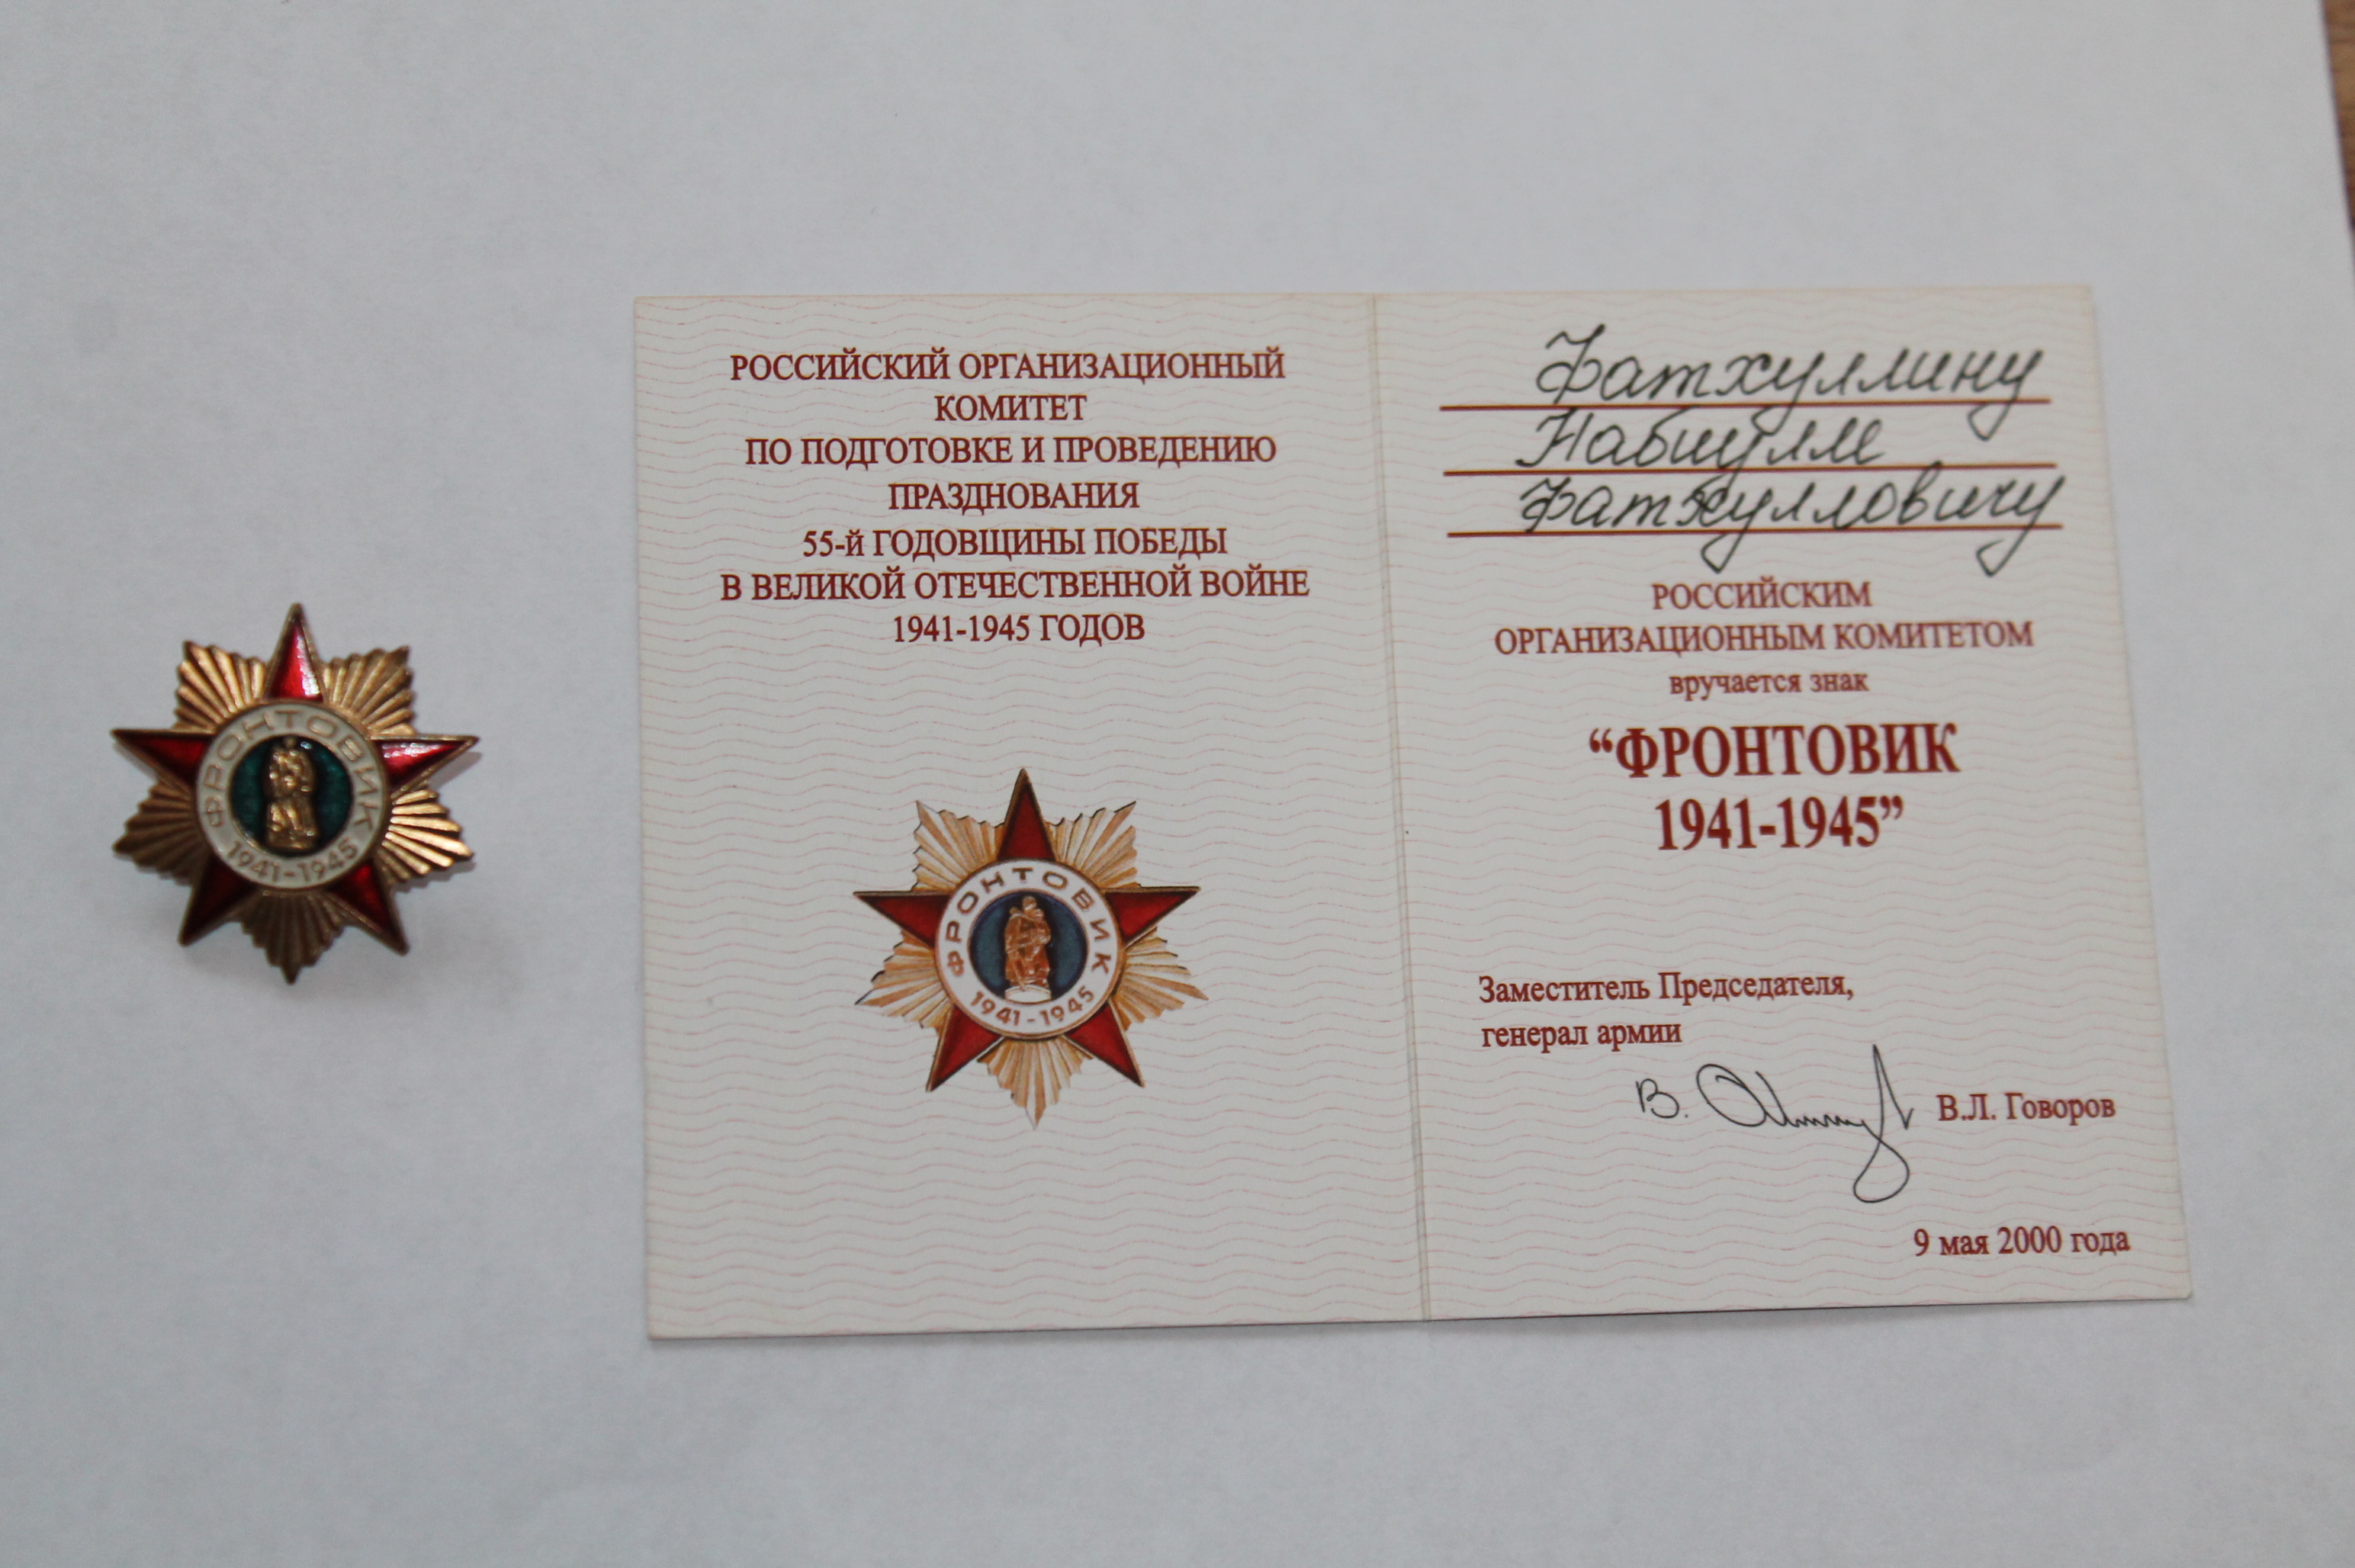 ФРОНТОВИК
1941-1945
РОССИЙСКИЙ ОРГАНИЗАЦИОННЫЙ
КОМИТЕТ
ПО ПОДГОТОВКЕ И ПРОВЕДЕНИЮ
ПРАЗДНОВАНИЯ
55-й ГОДОВЩИНЫ ПОБЕДЫ
В ВЕЛИКОЙ ОТЕЧЕСТВЕННОЙ ВОЙНЕ
1941-1945 ГОДОВ
ФРОНТОВИК
1941-1945
Фатхуллину
Набиулле
Фатхулловичу
РОССИЙСКИМ
ОРГАНИЗАЦИОННЫМ КОМИТЕТОМ
вручается знак
“ФРОНТОВИК
1941-1945”
Заместитель Председателя,
генерал армии
В. Л. Говоров
9 мая 2000 года